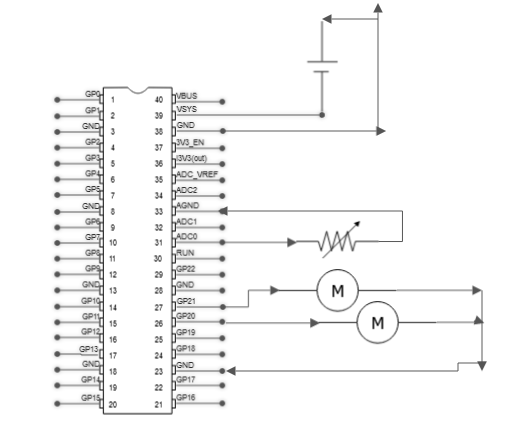 GP0 1 40 VBUS
GP1 2 39 VSYS
GND 3 38 GND
GP2 4 37 3V3_EN
GP3 5 36 i3V3(out)
GP4 6 35 ADC_VREF
GP5 7 34 ADC2
GND 8 33 AGND
GP6 9 32 ADC1
GP7 10 31 ADC0
GP8 11 30 RUN
GP9 12 29 GP22
GND 13 28 GND
GP10 14 27 GP21
GP11 15 26 GP20
GP12 16 25 GP19
GP13 17 24 GP18
GND 18 23 GND
GP14 19 22 GP17
GP15 20 21 GP16
M
M